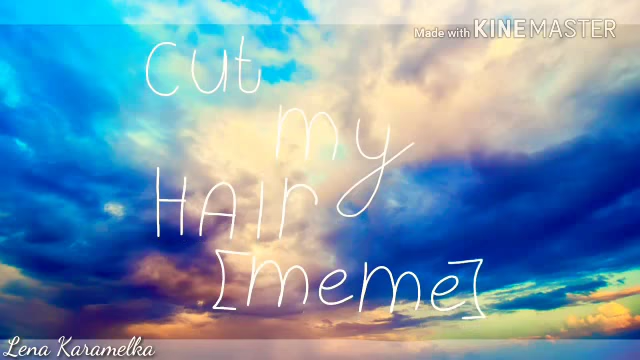 Made with KINEMASTER
cut
my
HAIr
[meme]
Lena Karamelka